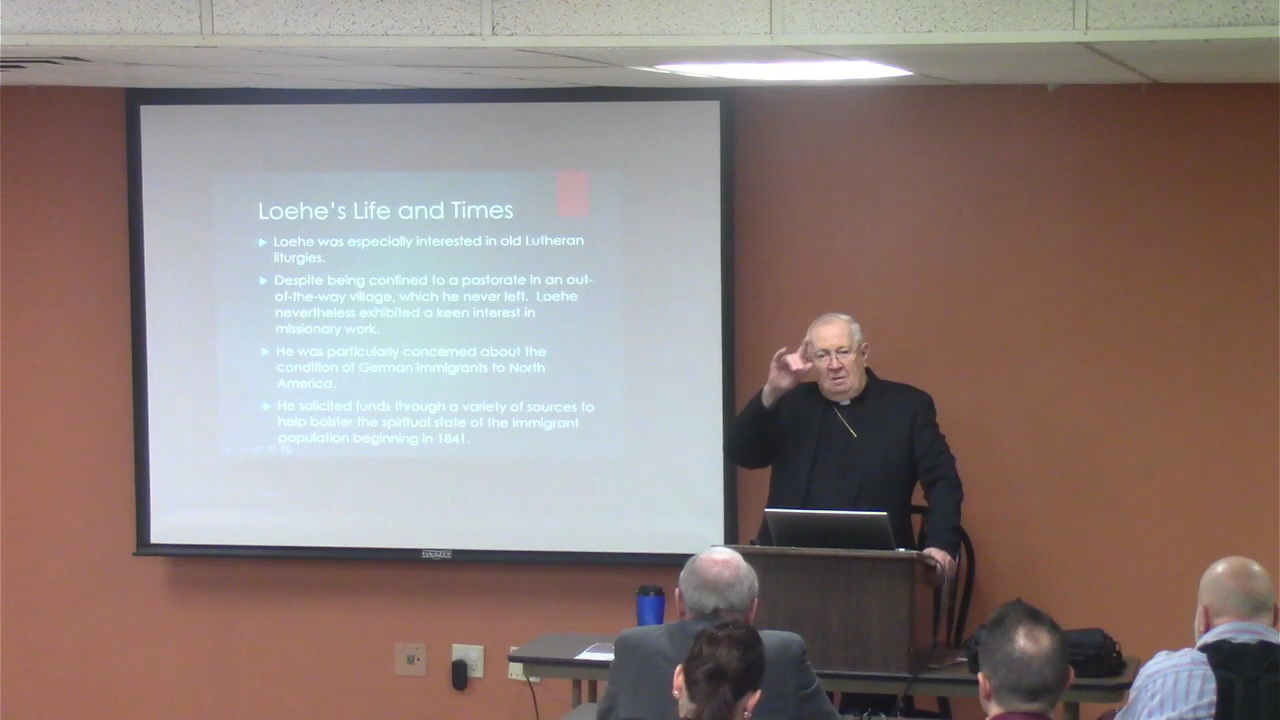 Loehe's Life and Times
Loehe was especially interested in old Lutheran
liturgies.
Despite being confined to a pastorate in an out-
of-the-way village, which he never left. Loehe
nevertheless exhibited a keen interest in
missionary work.
He was particularly concerned about the
condition of German immigrants to North
America.
He solicited funds through a variety of sources to
help bolster the spiritual state of the immigrant
population beginning in 1841.